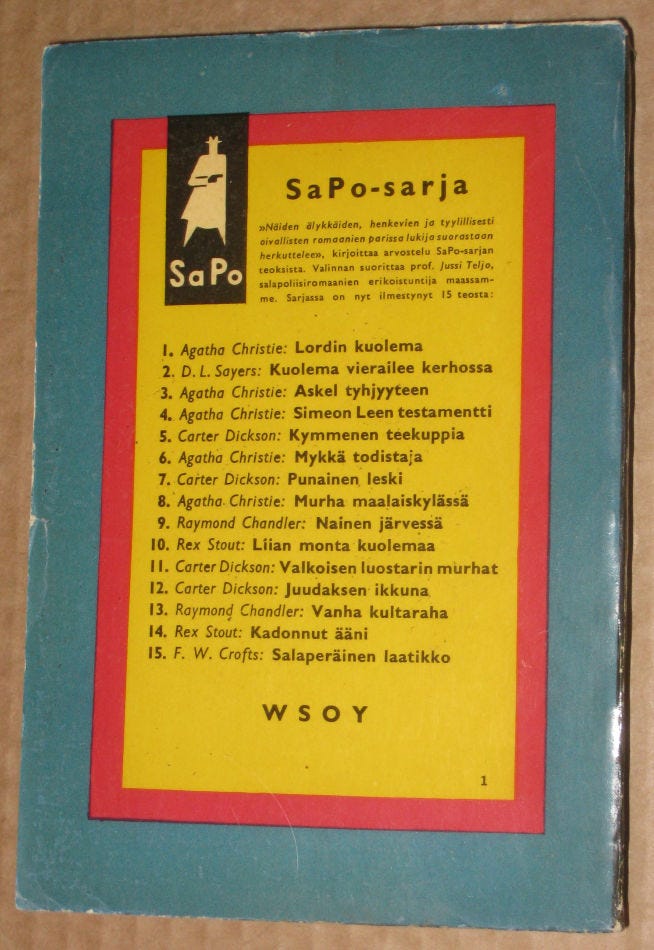 SaPo
SaPo-sarja
»Näiden älykkäiden, henkevien ja tyylillisesti
oivallisten romaanien parissa lukija suorastaan
herkuttelee», kirjoittaa arvostelu SaPo-sarjan
teoksista. Valinnan suorittaa prof. Jussi Teljo,
salapoliisiromaanien erikoistuntija maassam-
me. Sarjassa on nyt ilmestynyt 15 teosta:
1. Agatha Christie: Lordin kuolema
2. D. L. Sayers: Kuolema vierailee kerhossa
3. Agatha Christie: Askel tyhjyyteen
4. Agatha Christie: Simeon Leen testamentti
5. Carter Dickson: Kymmenen teekuppia
6. Agatha Christie: Mykkä todistaja
7. Carter Dickson: Punainen leski
8. Agatha Christie: Murha maalaiskylässä
9. Raymond Chandler: Nainen järvessä
10. Rex Stout: Liian monta kuolemaa
11. Carter Dickson: Valkoisen luostarin murhat
12. Carter Dickson: Juudaksen ikkuna
13. Raymond Chandler: Vanha kultaraha
14. Rex Stout: Kadonnut ääni
15. F. W. Crofts: Salaperäinen laatikko
WSOY
1